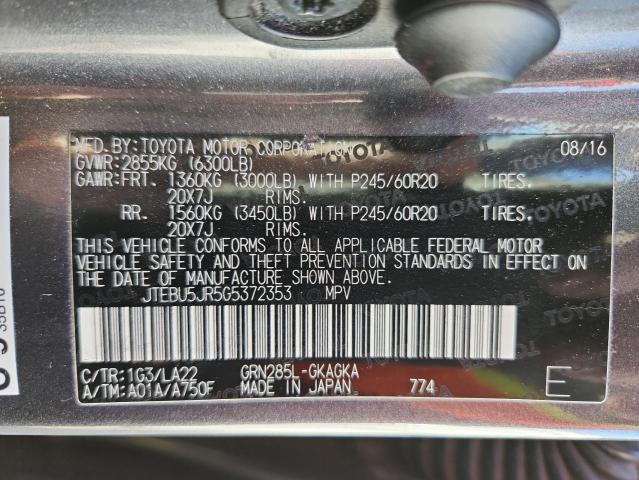 MFD.BY:TOYOTA MOTOR CORPORATION 08/16
GVWR:2855KG (6300LB)
GAWR:FRT. 1360KG (3000LB) WITH P245/60R20 TIRES.
20X7J RIMS.
RR. 1560KG (3450LB) WITH P245/60R20 TIRES.
20X7J RIMS.
THIS VEHICLE CONFORMS TO ALL APPLICABLE FEDERAL MOTOR
VEHICLE SAFETY AND THEFT PREVENTION STANDARDS IN EFFECT ON
THE DATE OF MANUFACTURE SHOWN ABOVE.
JTEBU5JR5G5372353 MPV
C/TR:1G3/LA22 GRN285L-GKAGKA
A/TM:A01A/A750F MADE IN JAPAN. 774 E
35B10